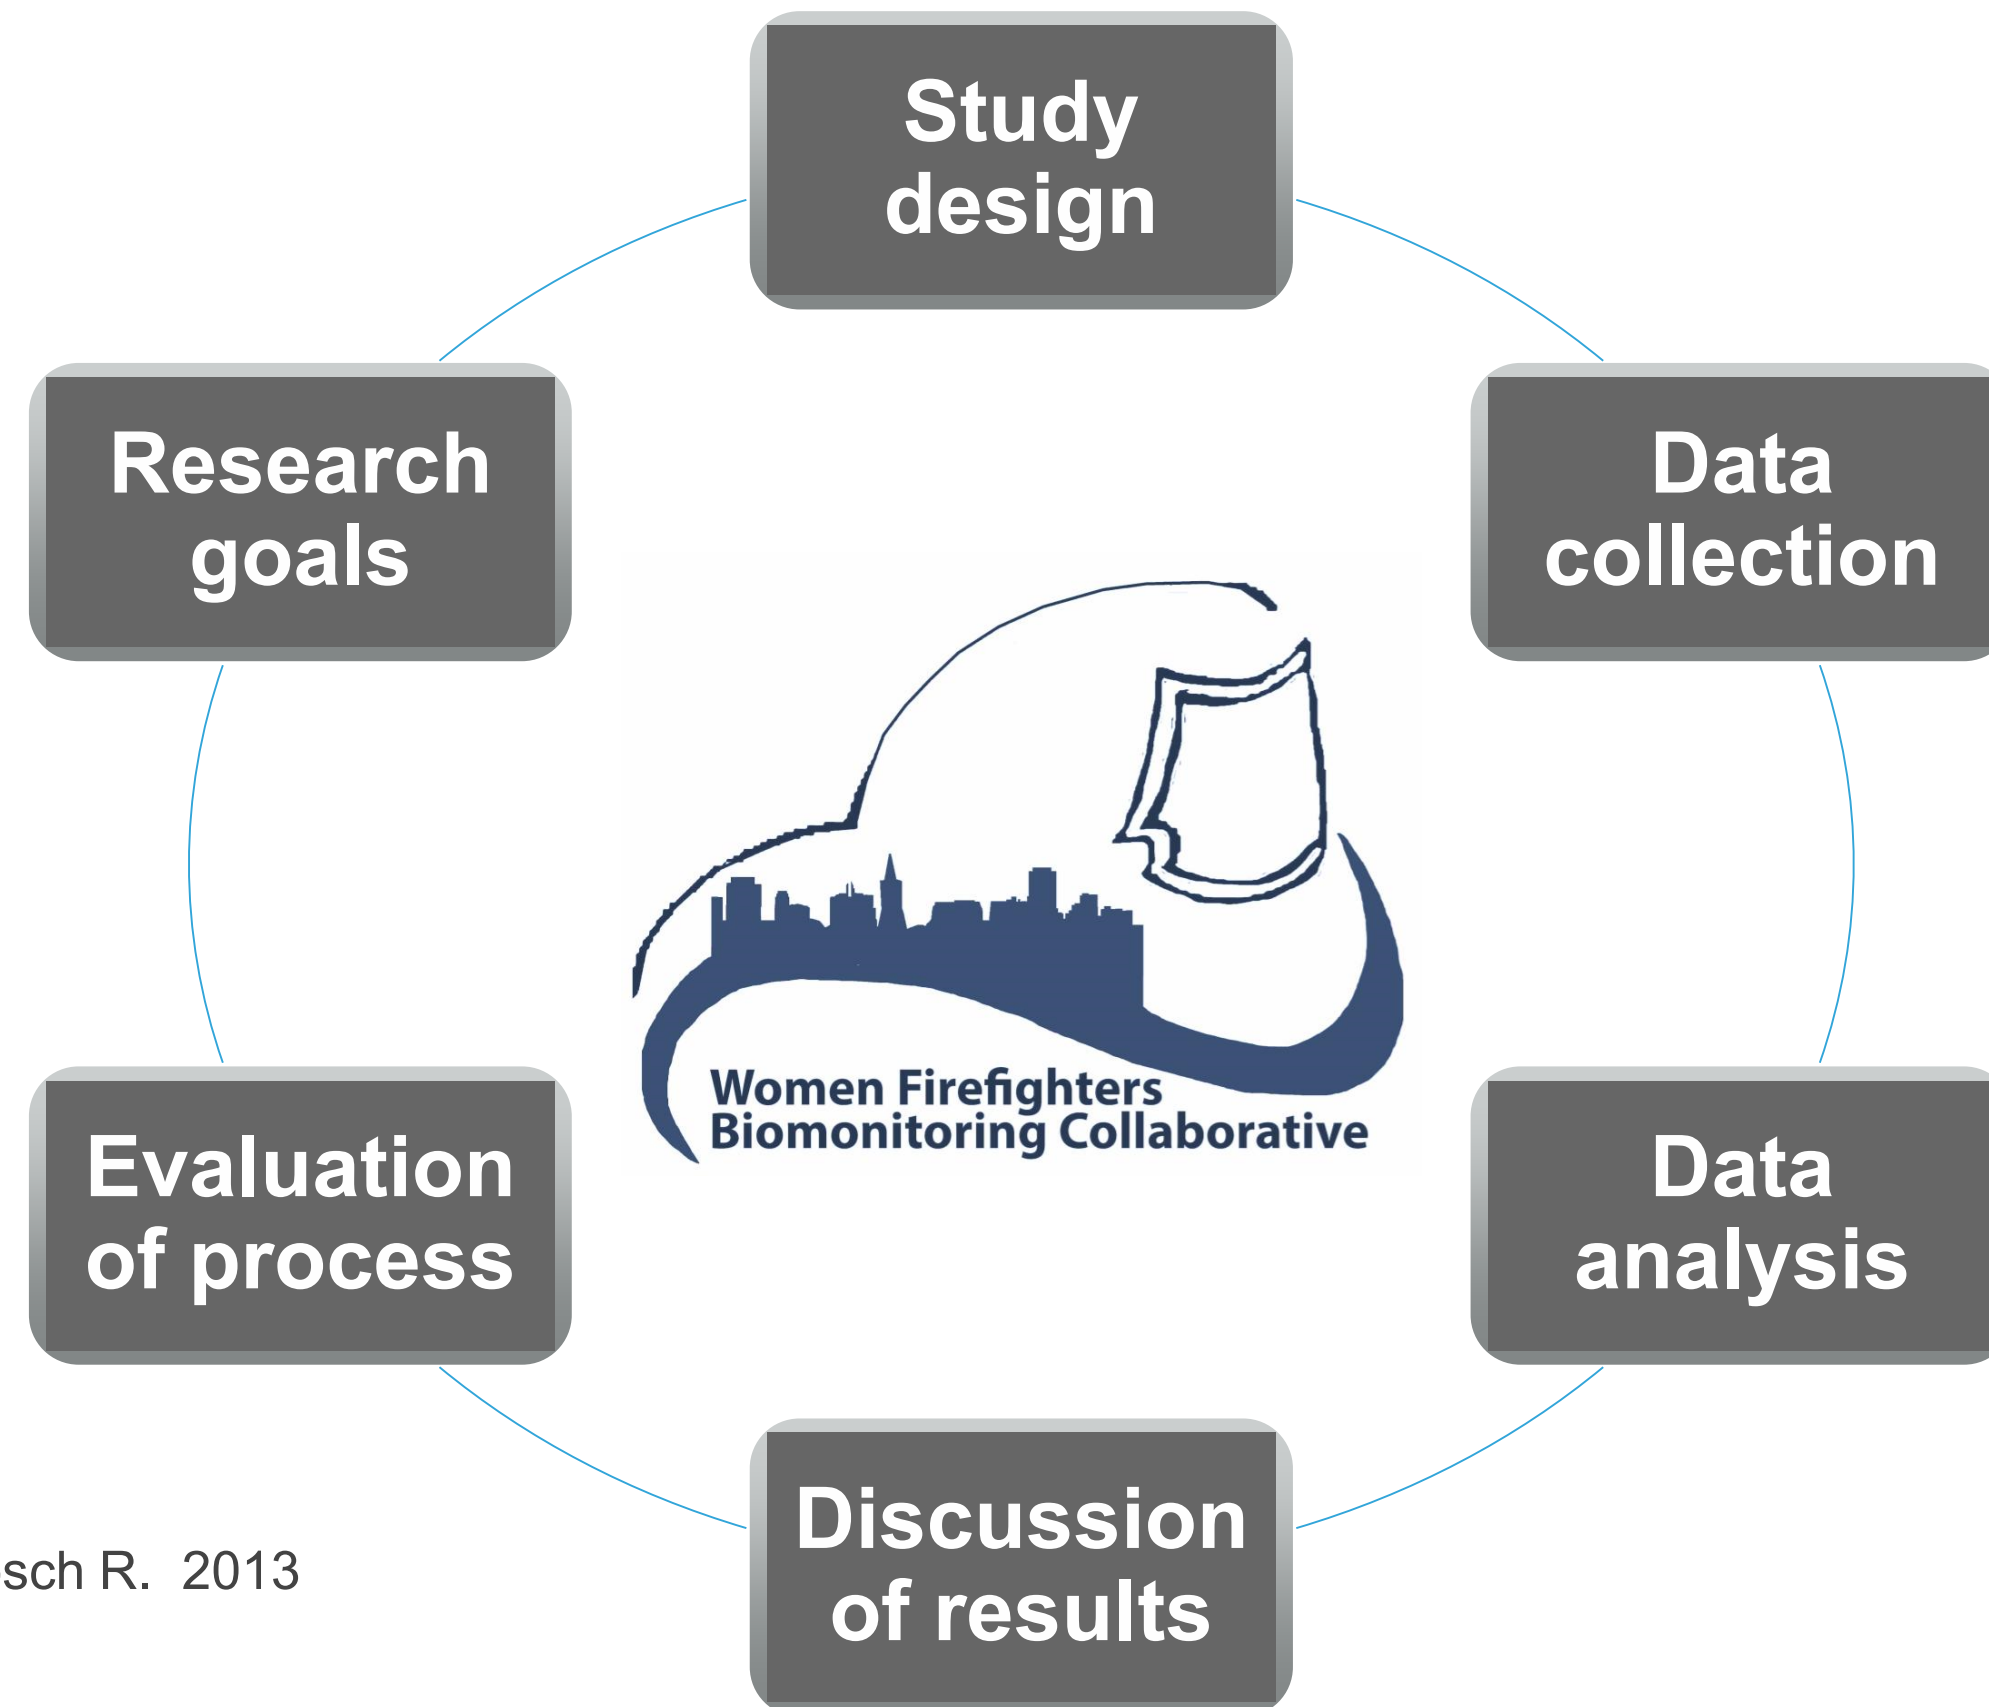 Study
design
Research
goals
Data
collection
Women Firefighters
Biomonitoring Collaborative
Evaluation
of process
Data
analysis
Discussion
of results
sch R. 2013